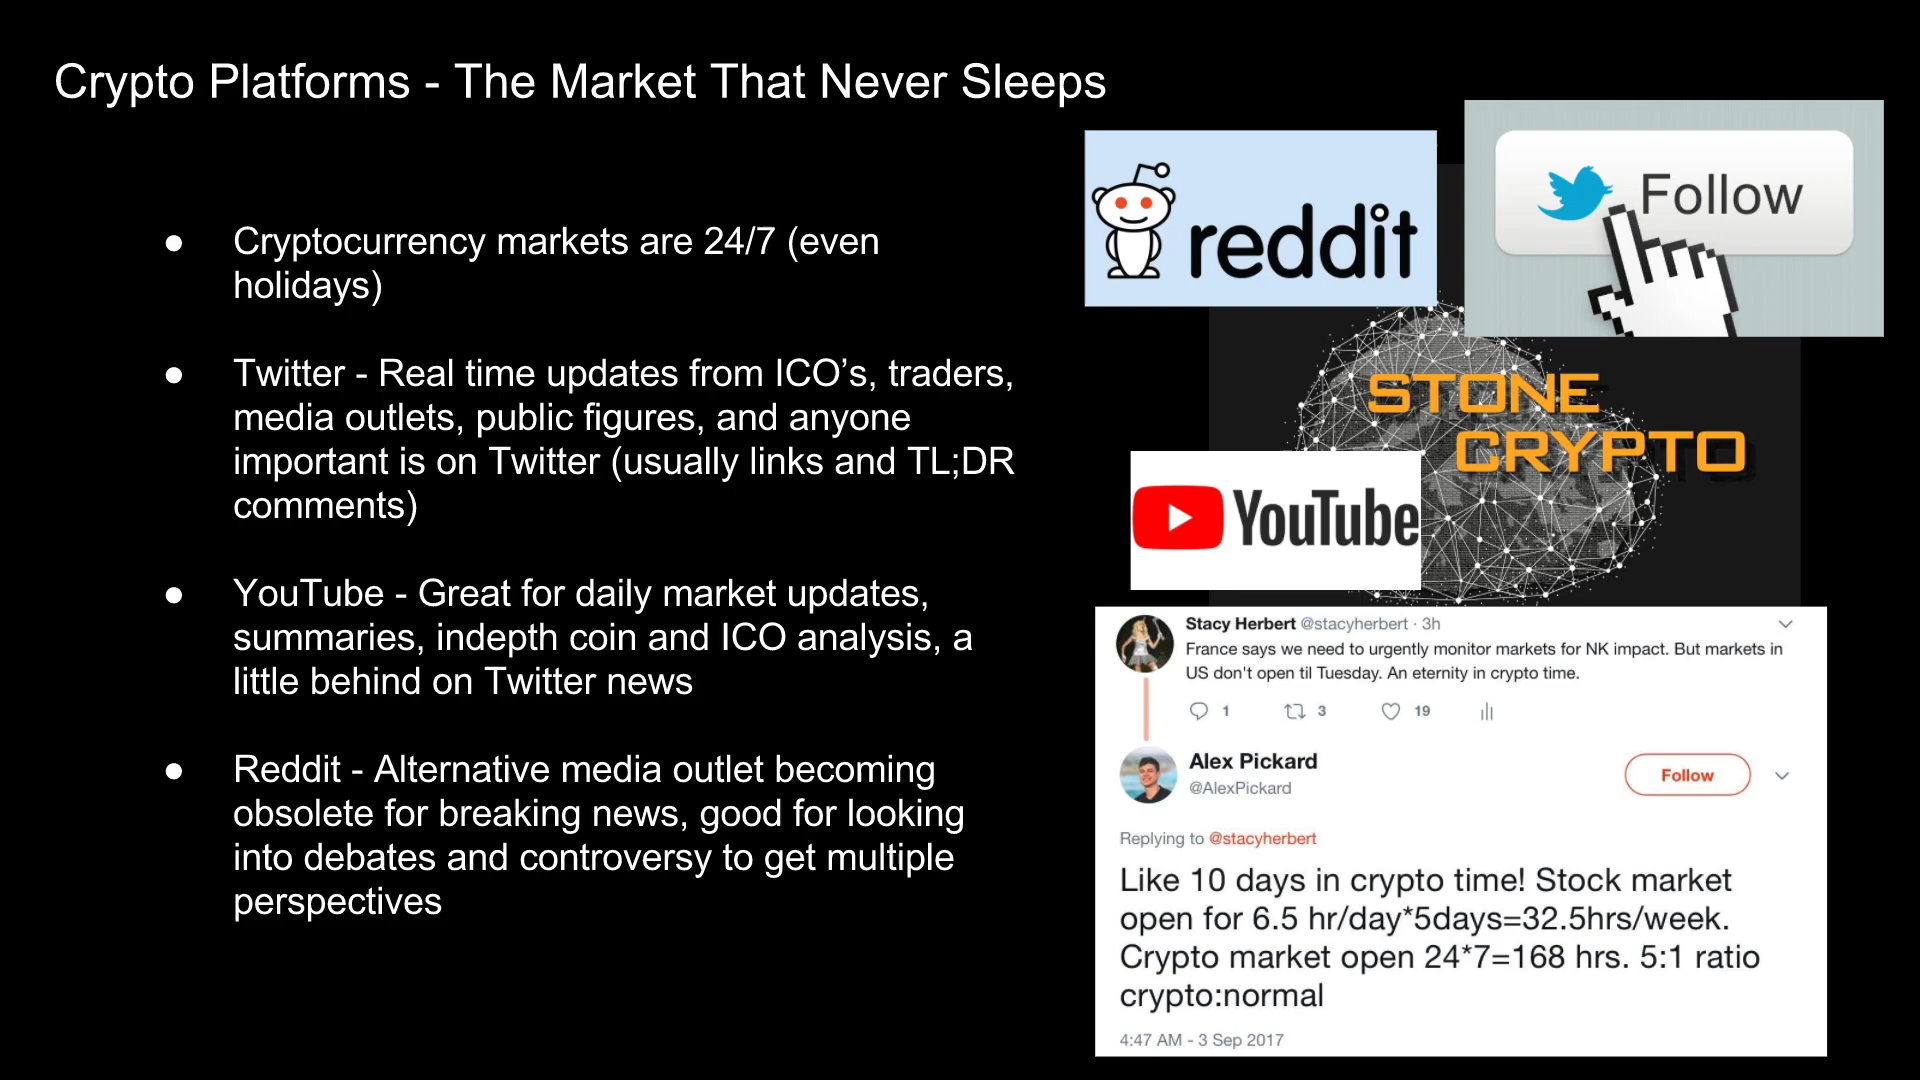 Crypto Platforms - The Market That Never Sleeps
● Cryptocurrency markets are 24/7 (even
holidays)
● Twitter - Real time updates from ICO’s, traders,
media outlets, public figures, and anyone
important is on Twitter (usually links and TL;DR
comments)
● YouTube - Great for daily market updates,
summaries, indepth coin and ICO analysis, a
little behind on Twitter news
● Reddit - Alternative media outlet becoming
obsolete for breaking news, good for looking
into debates and controversy to get multiple
perspectives
reddit
Follow
STONE
CRYPTO
YouTube
Stacy Herbert @stacyherbert · 3h
France says we need to urgently monitor markets for NK impact. But markets in
US don't open til Tuesday. An eternity in crypto time.
1 3 19
Alex Pickard
@AlexPickard
Follow
Replying to @stacyherbert
Like 10 days in crypto time! Stock market
open for 6.5 hr/day*5days=32.5hrs/week.
Crypto market open 24*7=168 hrs. 5:1 ratio
crypto:normal
4:47 AM - 3 Sep 2017